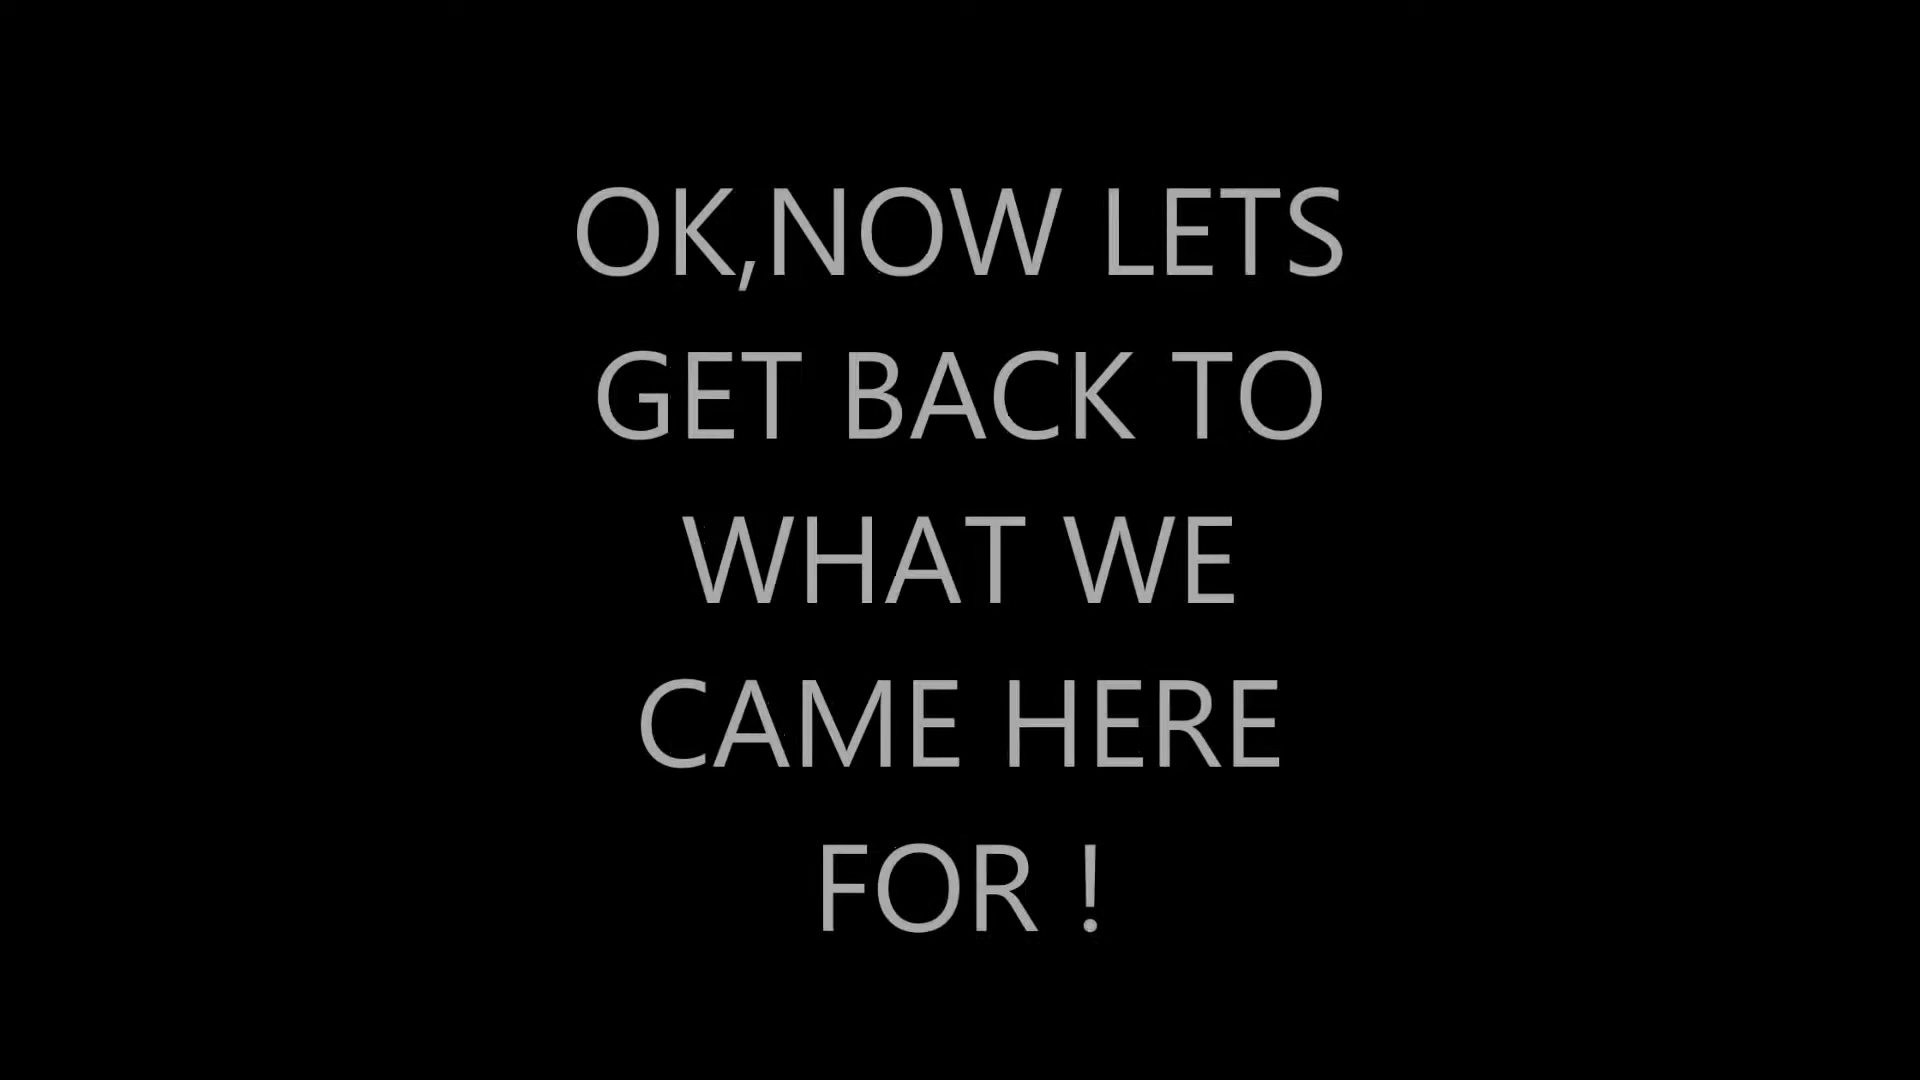 OK,NOW LETS
GET BACK TO
WHAT WE
CAME HERE
FOR !